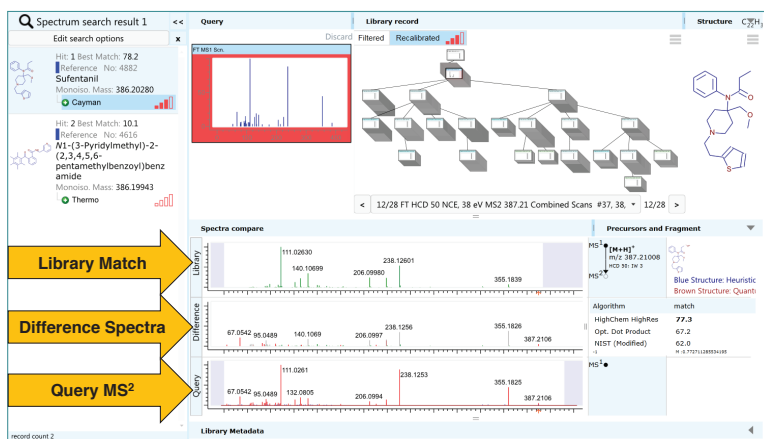 Spectrum search result 1 <<
Edit search options x
Hit: 1 Best Match: 78.2
Reference No: 4882
Sufentanil
Monoiso. Mass: 386.20280
Cayman
Hit: 2 Best Match: 10.1
Reference No: 4616
N1-(3-Pyridylmethyl)-2-
(2,3,4,5,6-
pentamethylbenzoyl)benz
amide
Monoiso. Mass: 386.19943
Thermo
record count 2
Library Match
Difference Spectra
Query MS2
Query
Library record
Structure
Discard Filtered Recalibrated
FT MS1 Scn.
N
O
O
N
S
< 12/28 FT HCD 50 NCE, 38 eV MS2 387.21 Combined Scans #37, 38, 12/28 >
Spectra compare
Library
111.02630
140.10699
206.09980
238.12601
355.1839
Difference
67.0542
95.0489
140.1069
206.0997
238.1256
355.1826
387.2106
Query
111.0261
67.0542
95.0489
132.0805
206.0994
238.1253
355.1825
387.2106
Library Metadata
Precursors and Fragment
MS1
[M+H]+
m/z 387.21008
HCD 50: IW 3
MS2
Blue Structure: Heuristic
Brown Structure: Quant
Algorithm match
HighChem HighRes 77.3
Opt. Dot Product 67.2
NIST (Modified) 62.0
MS1